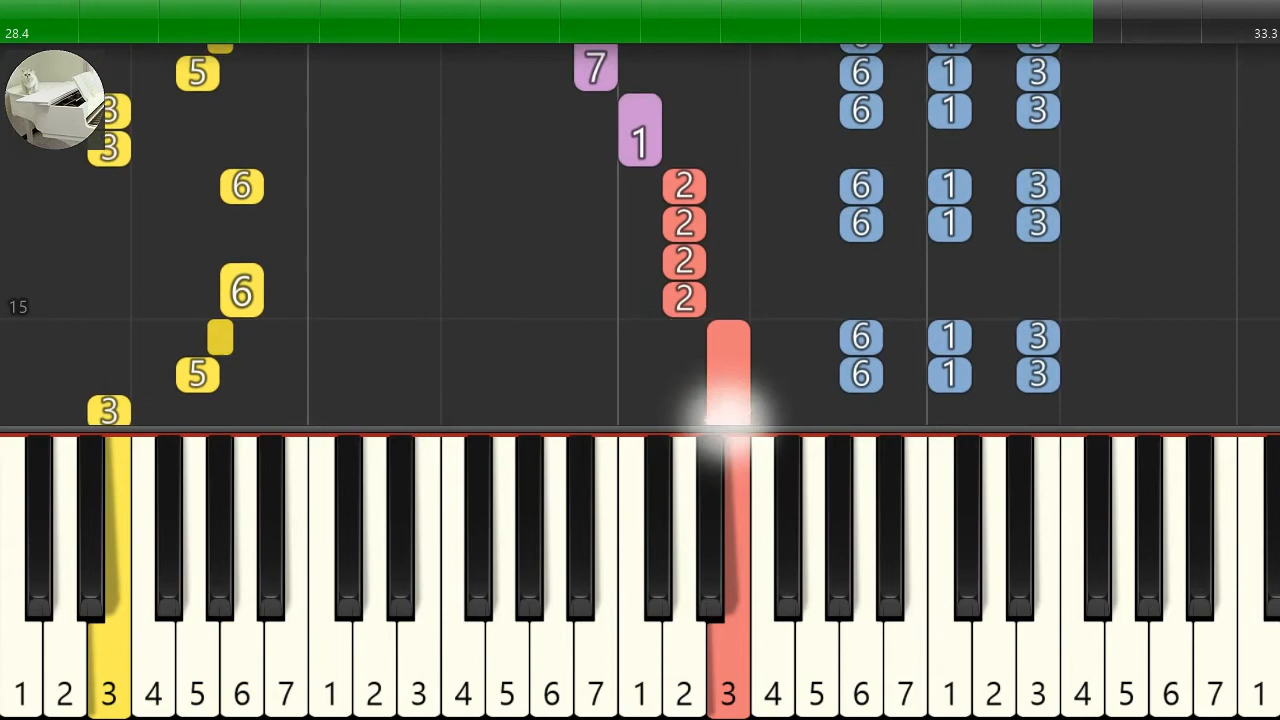 28.4 33.3
5 7 6 1 3
3 1 6 1 3
3
6 2 6 1 3
2 6 1 3
2
6 2
15
6 1 3
5 6 1 3
3
1 2 3 4 5 6 7 1 2 3 4 5 6 7 1 2 3 4 5 6 7 1 2 3 4 5 6 7 1